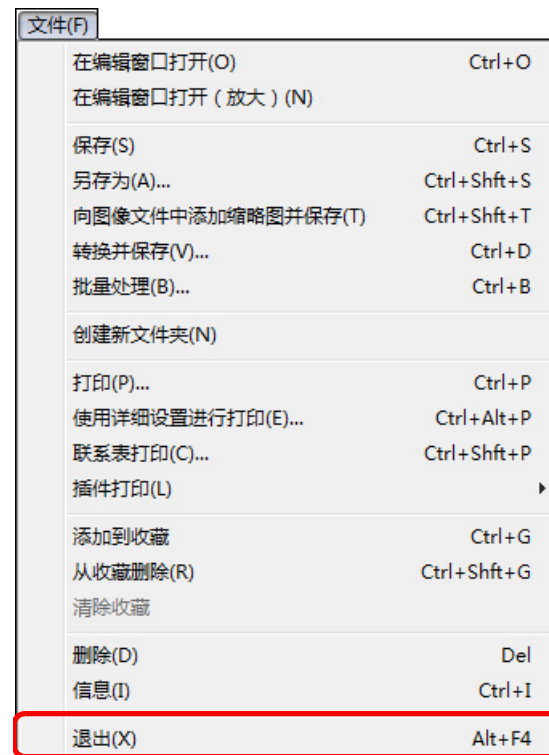 文件(F)
在编辑窗口打开(O) Ctrl+O
在编辑窗口打开（放大）(N)
保存(S) Ctrl+S
另存为(A)... Ctrl+Shft+S
向图像文件中添加缩略图并保存(T) Ctrl+Shft+T
转换并保存(V)... Ctrl+D
批量处理(B)... Ctrl+B
创建新文件夹(N)
打印(P)... Ctrl+P
使用详细设置进行打印(E)... Ctrl+Alt+P
联系表打印(C)... Ctrl+Shft+P
插件打印(L)
添加到收藏 Ctrl+G
从收藏删除(R) Ctrl+Shft+G
清除收藏
删除(D) Del
信息(I) Ctrl+I
退出(X) Alt+F4